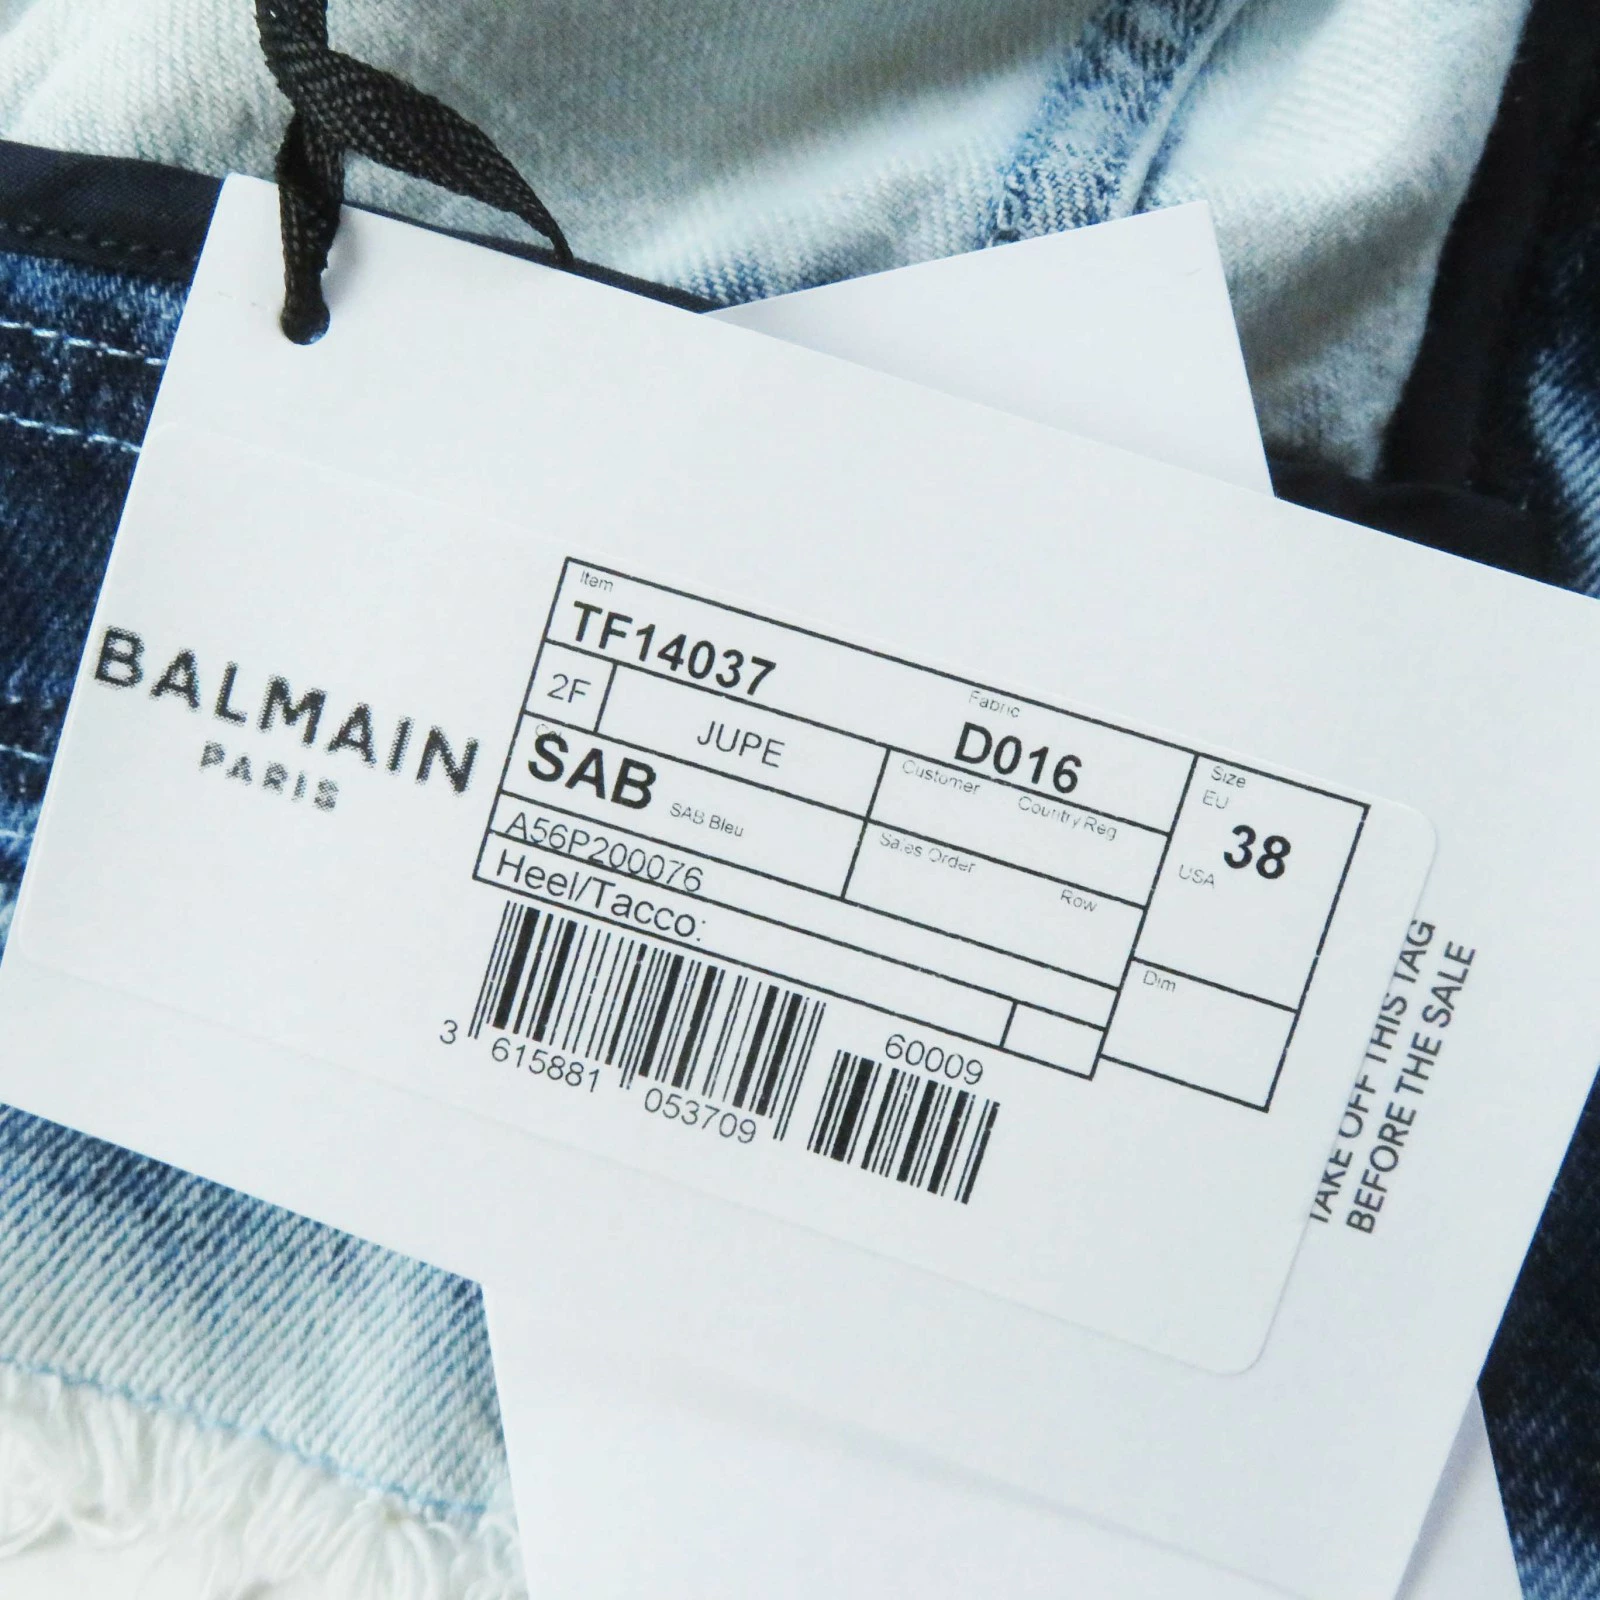 BALMAIN
PARIS
Item
TF14037
Fabric
D016
2F
JUPE
SAB
SAB Bleu
Customer
Country Reg
Sales Order
Row
A56P200076
Heel/Tacco:
Size
EU
38
USA
Dim
3
615881
053709
60009
TAKE OFF THIS TAG
BEFORE THE SALE